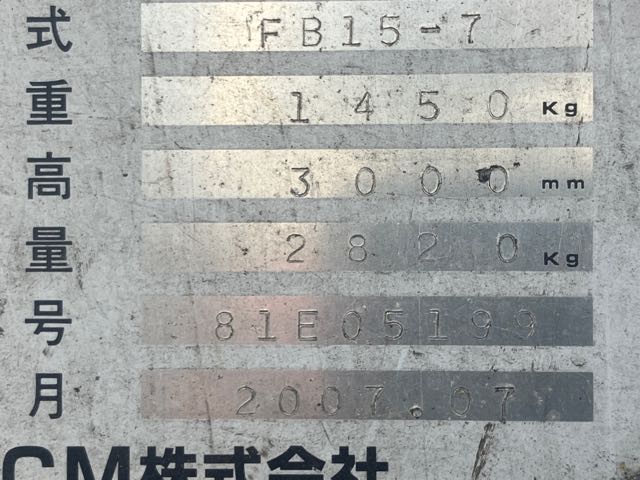 式 FB15-7
重 1450 Kg
高 3000 mm
量 2820 Kg
号 81E05199
月 2007.07
CM株式会社